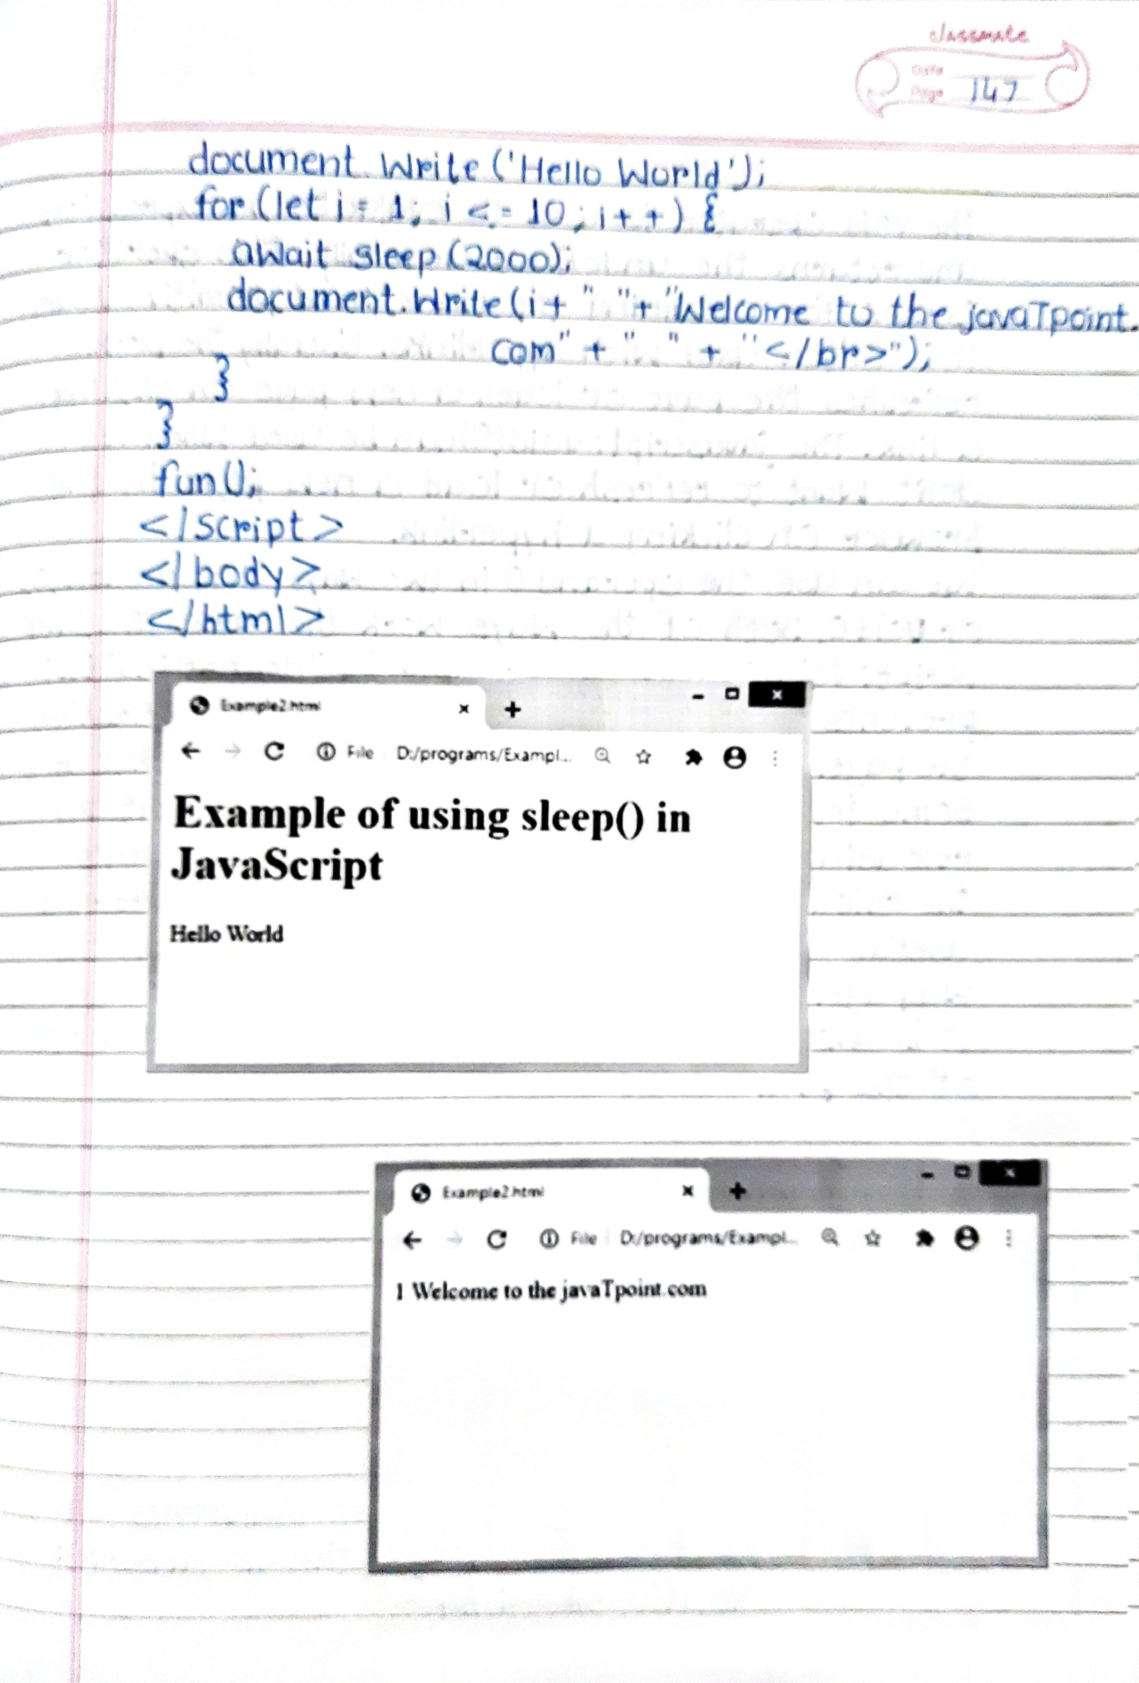 classmate
Date
Page 149
document.Write('Hello World');
for(let i = 1; i <= 10; i++) {
await sleep(2000);
document.Write(i+ " "+ "Welcome to the javaTpoint.
com" + " " + "</br>");
}
}
fun();
</script>
</body>
</html>
Example2.html
File D:/programs/Exampl...
Example of using sleep() in
JavaScript
Hello World
Example2.html
File D:/programs/Exampl...
1 Welcome to the javaTpoint.com